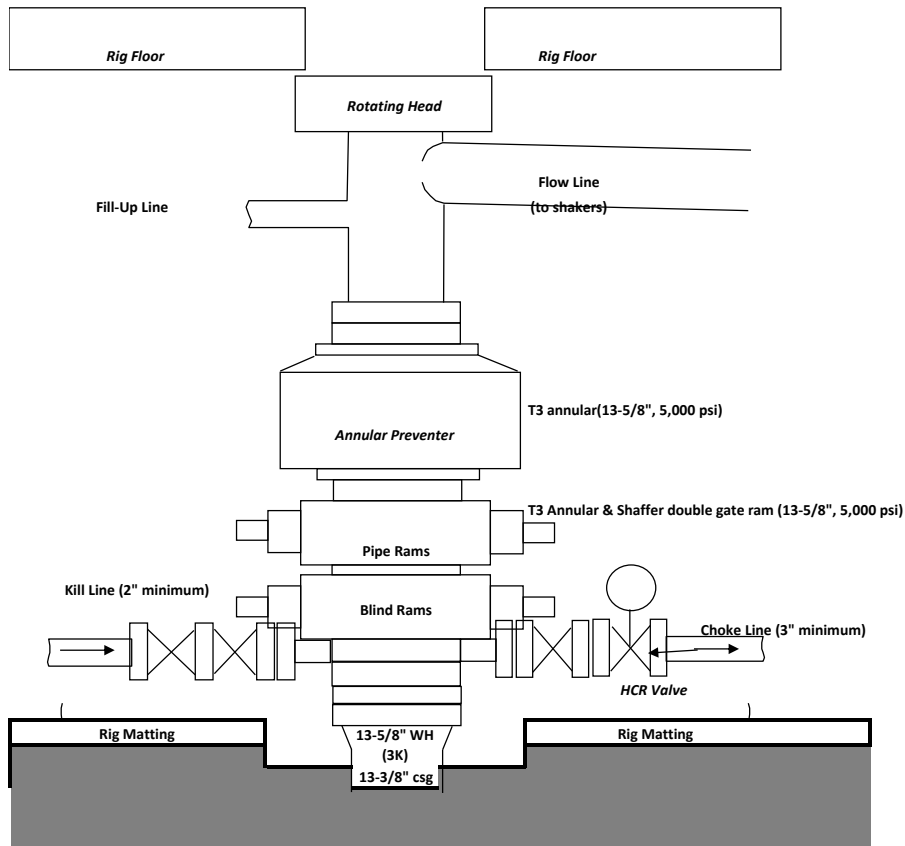 Rig Floor
Rig Floor
Rotating Head
Flow Line
(to shakers)
Fill-Up Line
T3 annular(13-5/8", 5,000 psi)
Annular Preventer
T3 Annular & Shaffer double gate ram (13-5/8", 5,000 psi)
Pipe Rams
Kill Line (2" minimum)
Blind Rams
Choke Line (3" minimum)
HCR Valve
Rig Matting
13-5/8" WH
(3K)
13-3/8" csg
Rig Matting